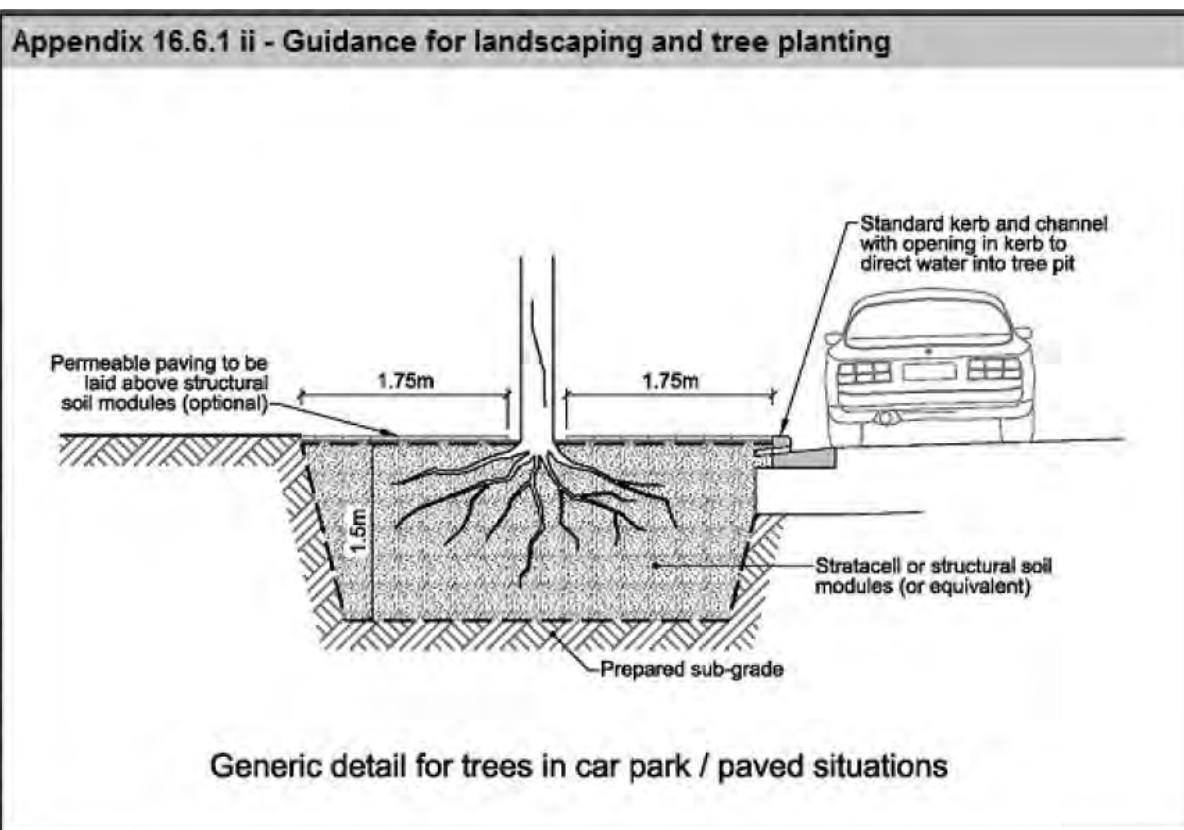 Appendix 16.6.1 ii - Guidance for landscaping and tree planting
Standard kerb and channel
with opening in kerb to
direct water into tree pit
Permeable paving to be
laid above structural
soil modules (optional)
1.75m
1.75m
1.5m
Stratacell or structural soil
modules (or equivalent)
Prepared sub-grade
Generic detail for trees in car park / paved situations